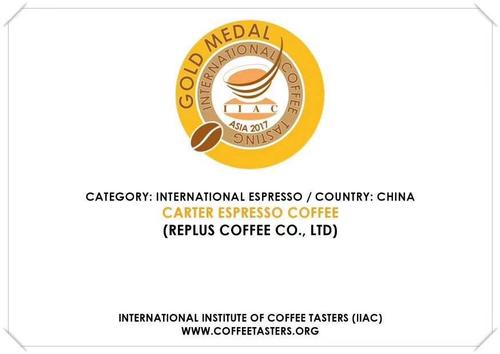 GOLD MEDAL
INTERNATIONAL COFFEE TASTING
IIAC
ASIA 2017
CATEGORY: INTERNATIONAL ESPRESSO / COUNTRY: CHINA
CARTER ESPRESSO COFFEE
(REPLUS COFFEE CO., LTD)
INTERNATIONAL INSTITUTE OF COFFEE TASTERS (IIAC)
WWW.COFFEETASTERS.ORG